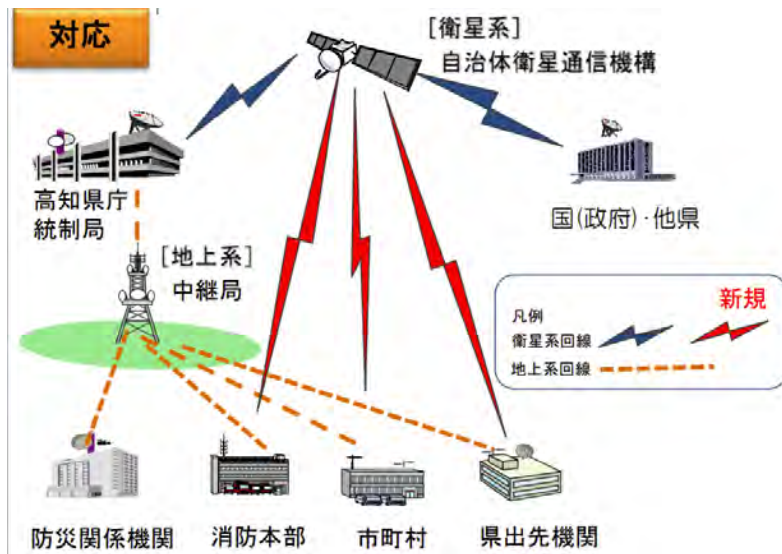 対応
[衛星系]
自治体衛星通信機構
高知県庁
統制局
国(政府)・他県
[地上系]
中継局
新規
凡例
衛星系回線
地上系回線
防災関係機関
消防本部
市町村
県出先機関